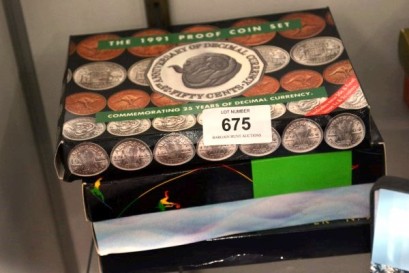 THE 1991 PROOF COIN SET
ANNIVERSARY OF DECIMAL CURRENCY
FIFTY CENTS
COMMEMORATING 25 YEARS OF DECIMAL CURRENCY.
LOT NUMBER
675